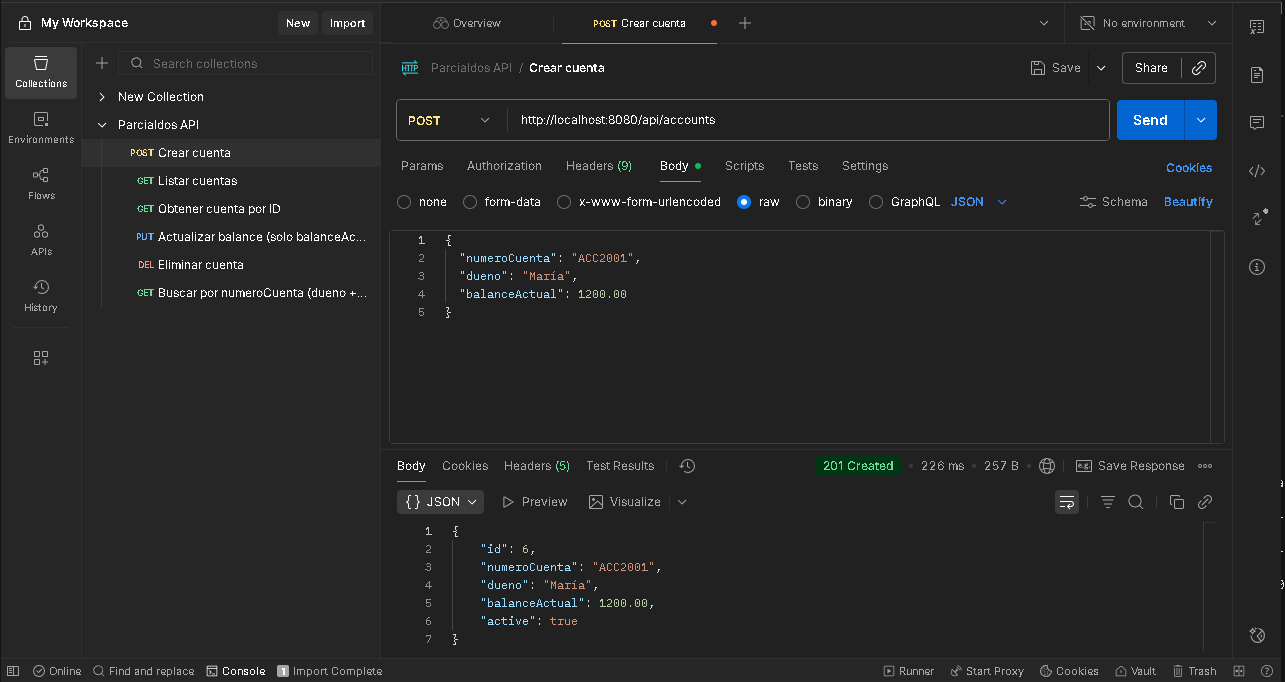 My Workspace
New
Import
Overview
POST Crear cuenta
No environment
Collections
Environments
Flows
APIs
History
Search collections
New Collection
Parcialdos API
POST Crear cuenta
GET Listar cuentas
GET Obtener cuenta por ID
PUT Actualizar balance (solo balanceAc...
DEL Eliminar cuenta
GET Buscar por numeroCuenta (dueno +...
HTTP Parcialdos API / Crear cuenta
Save
Share
POST
http://localhost:8080/api/accounts
Send
Params Authorization Headers (9) Body Scripts Tests Settings
Cookies
none form-data x-www-form-urlencoded raw binary GraphQL JSON
Schema Beautify
1 {
2 "numeroCuenta": "ACC2001",
3 "dueno": "María",
4 "balanceActual": 1200.00
5 }
Body Cookies Headers (5) Test Results
201 Created • 226 ms • 257 B
e.g. Save Response
{ } JSON Preview Visualize
1 {
2 "id": 6,
3 "numeroCuenta": "ACC2001",
4 "dueno": "María",
5 "balanceActual": 1200.00,
6 "active": true
7 }
Online Find and replace Console 1 Import Complete
Runner Start Proxy Cookies Vault Trash